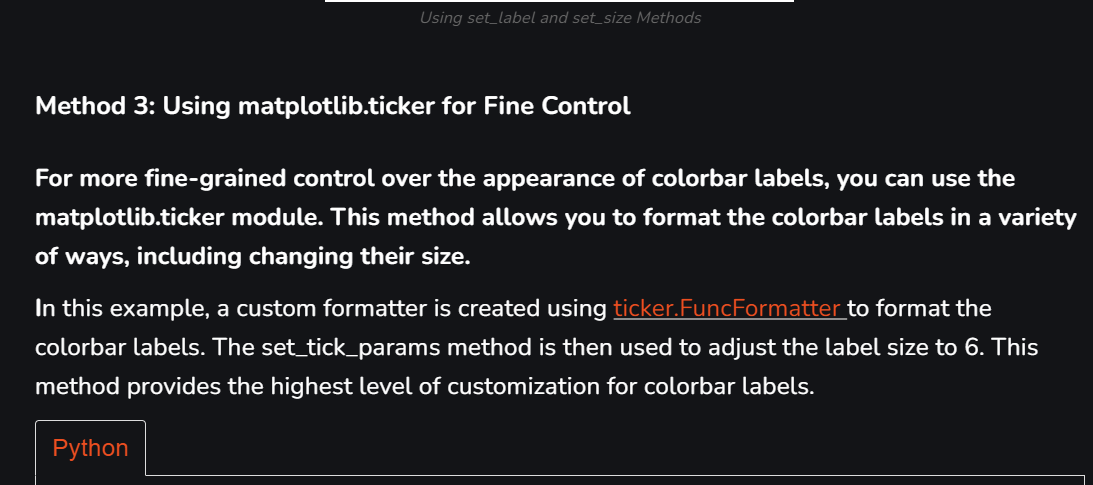 Using set_label and set_size Methods
Method 3: Using matplotlib.ticker for Fine Control
For more fine-grained control over the appearance of colorbar labels, you can use the
matplotlib.ticker module. This method allows you to format the colorbar labels in a variety
of ways, including changing their size.
In this example, a custom formatter is created using ticker.FuncFormatter to format the
colorbar labels. The set_tick_params method is then used to adjust the label size to 6. This
method provides the highest level of customization for colorbar labels.
Python